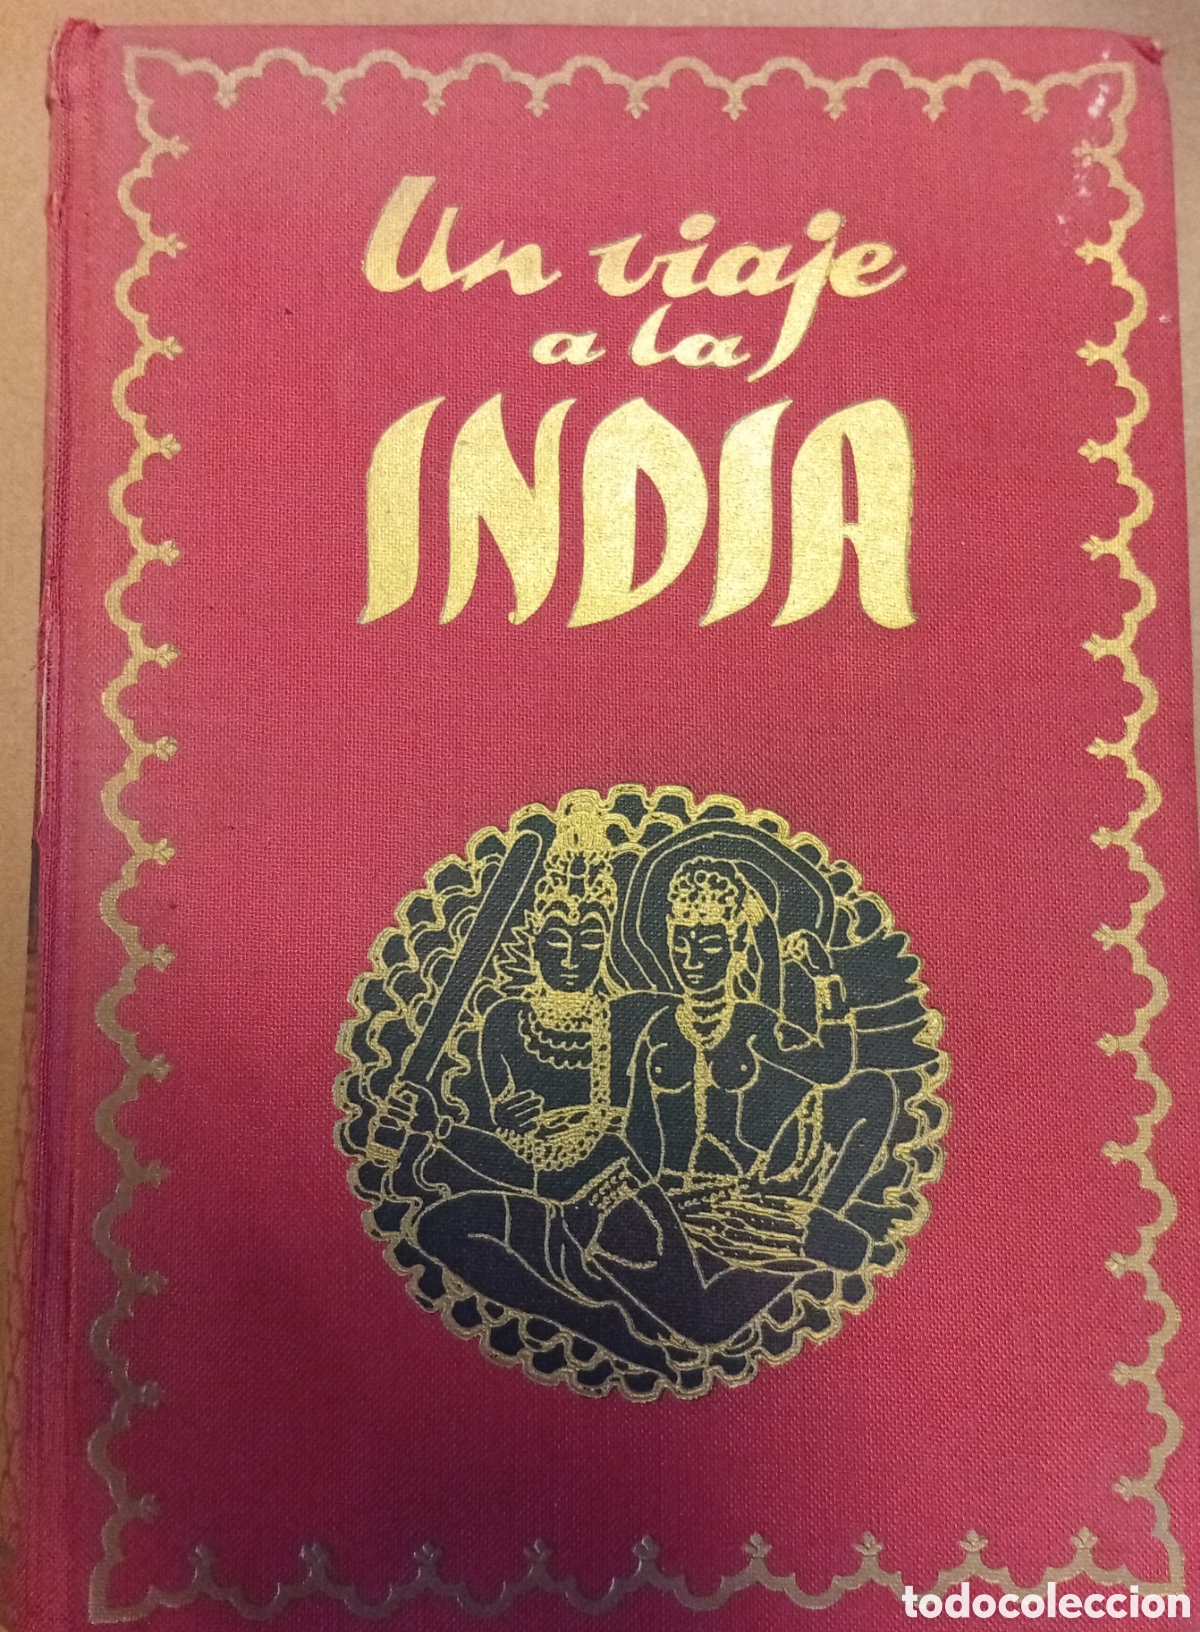 Un viaje
a la
INDIA
todocoleccion